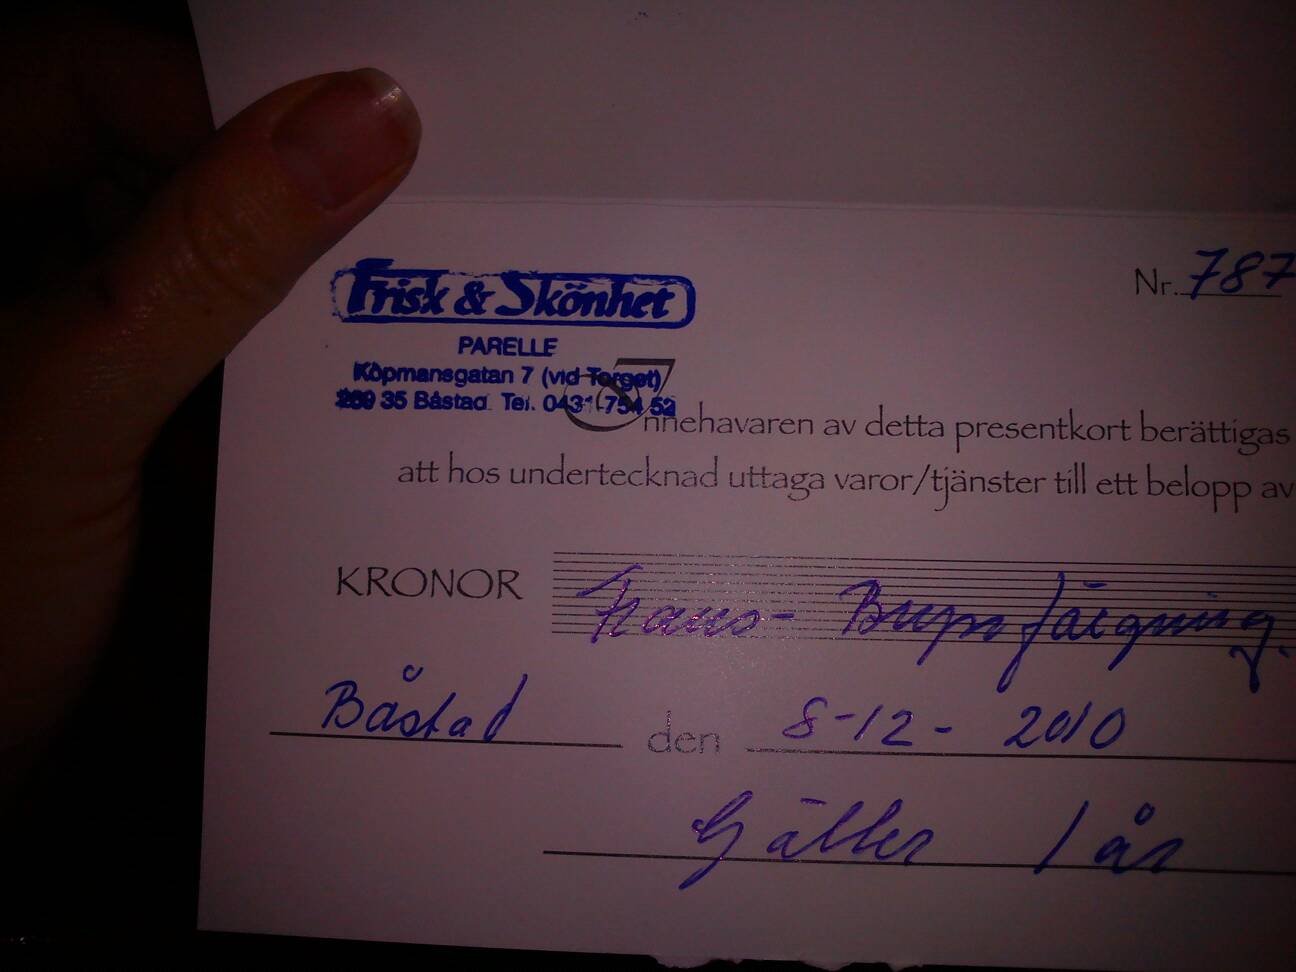 Frisk & Skönhet
Nr. 787
PARELLE
Köpmansgatan 7 (vid Torget)
269 35 Båstad. Tel. 0431-754 52
Innehavaren av detta presentkort berättigas
att hos undertecknad uttaga varor/tjänster till ett belopp av
KRONOR frans- Brynfärgning.
Båstad den 8-12-2010
Gäller 1 år